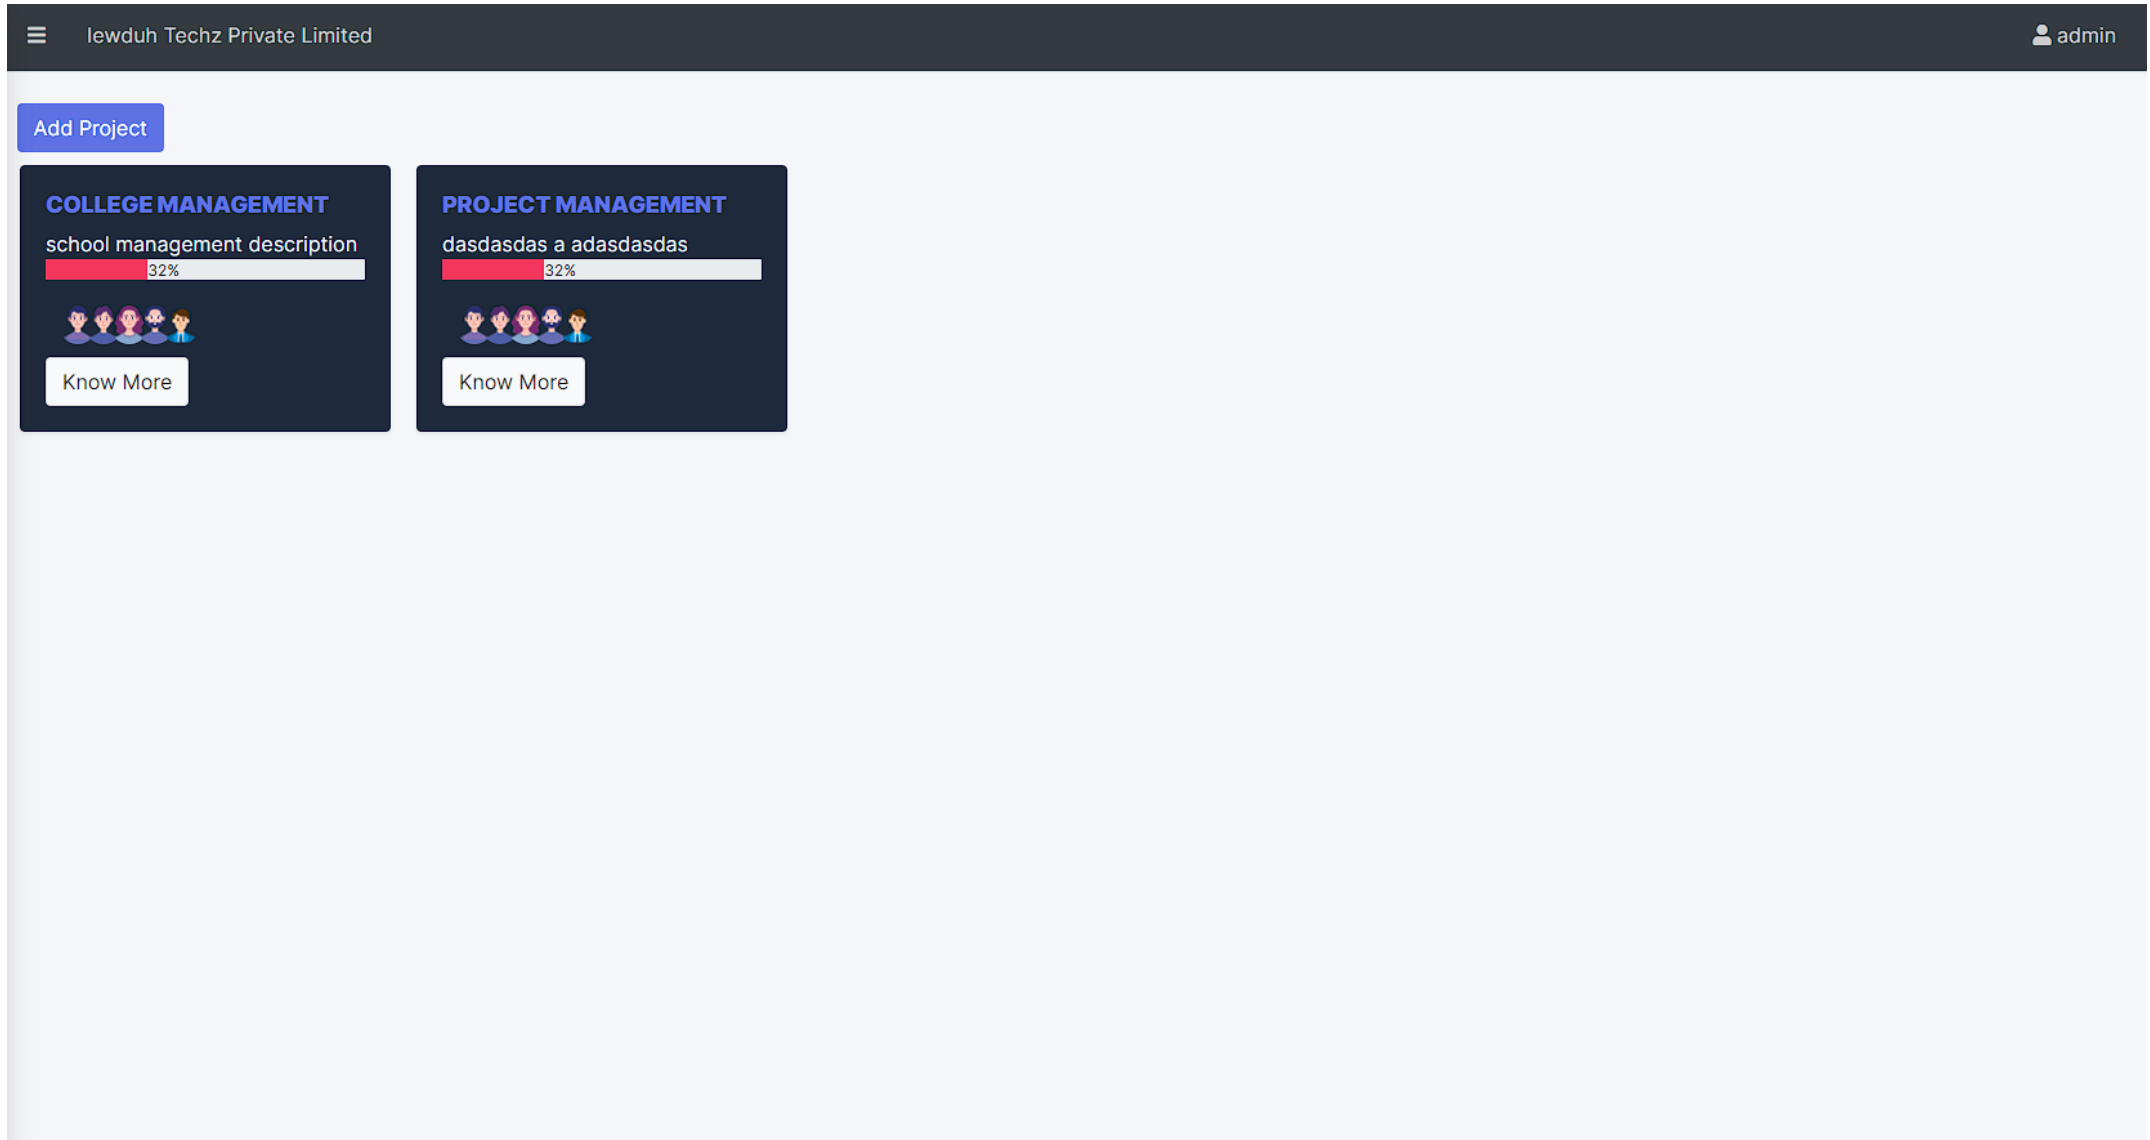 lewduh Techz Private Limited
admin
Add Project
COLLEGE MANAGEMENT
school management description
32%
Know More
PROJECT MANAGEMENT
dasdasdas a adasdasdas
32%
Know More